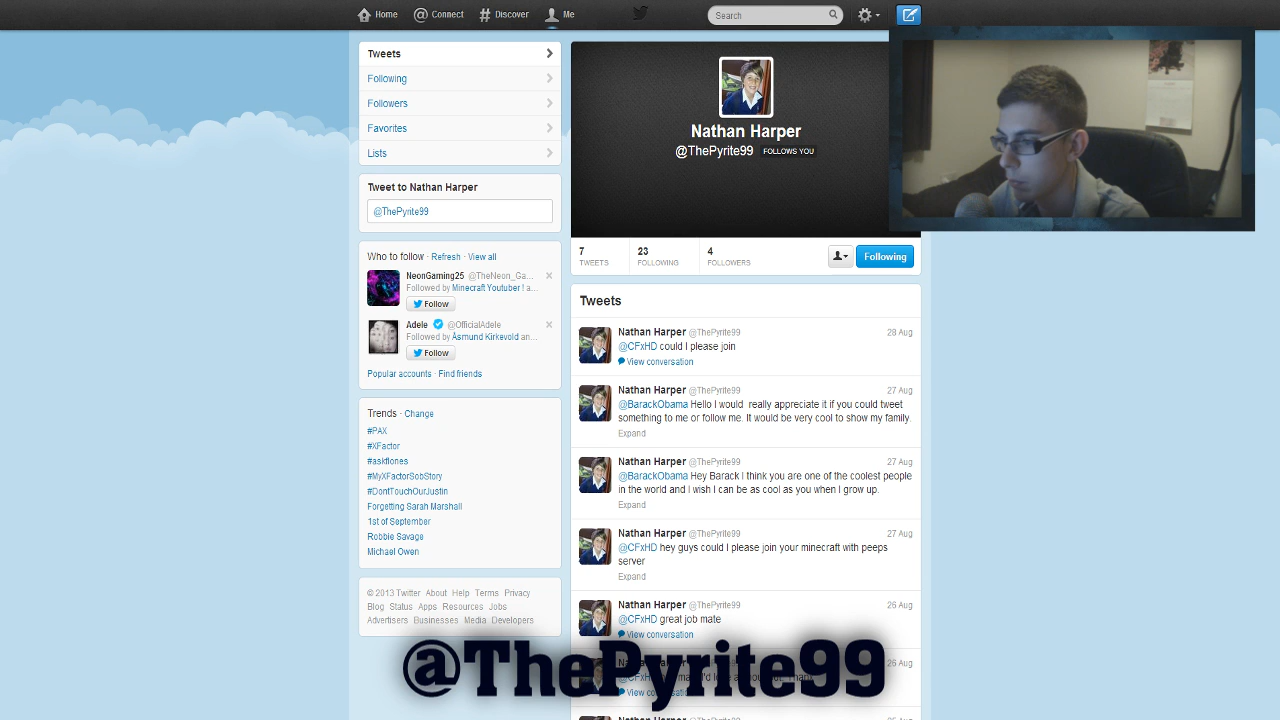 Home Connect Discover Me Search
Tweets
Following
Followers
Favorites
Lists
Tweet to Nathan Harper
@ThePyrite99
Who to follow · Refresh · View all
NeonGaming25 @TheNeon_Ga...
Followed by Minecraft Youtuber ! a...
Follow
Adele @OfficialAdele
Followed by Åsmund Kirkevold an...
Follow
Popular accounts · Find friends
Trends · Change
#PAX
#XFactor
#askflones
#MyXFactorSobStory
#DontTouchOurJustin
Forgetting Sarah Marshall
1st of September
Robbie Savage
Michael Owen
© 2013 Twitter About Help Terms Privacy
Blog Status Apps Resources Jobs
Advertisers Businesses Media Developers
Nathan Harper
@ThePyrite99 FOLLOWS YOU
7 TWEETS
23 FOLLOWING
4 FOLLOWERS
Following
Tweets
Nathan Harper @ThePyrite99 28 Aug
@CFxHD could I please join
View conversation
Nathan Harper @ThePyrite99 27 Aug
@BarackObama Hello I would really appreciate it if you could tweet
something to me or follow me. It would be very cool to show my family.
Expand
Nathan Harper @ThePyrite99 27 Aug
@BarackObama Hey Barack I think you are one of the coolest people
in the world and I wish I can be as cool as you when I grow up.
Expand
Nathan Harper @ThePyrite99 27 Aug
@CFxHD hey guys could I please join your minecraft with peeps
server
Expand
Nathan Harper @ThePyrite99 26 Aug
@CFxHD great job mate
View conversation
26 Aug
View
@ThePyrite99
Nathan Harper @ThePyrite99